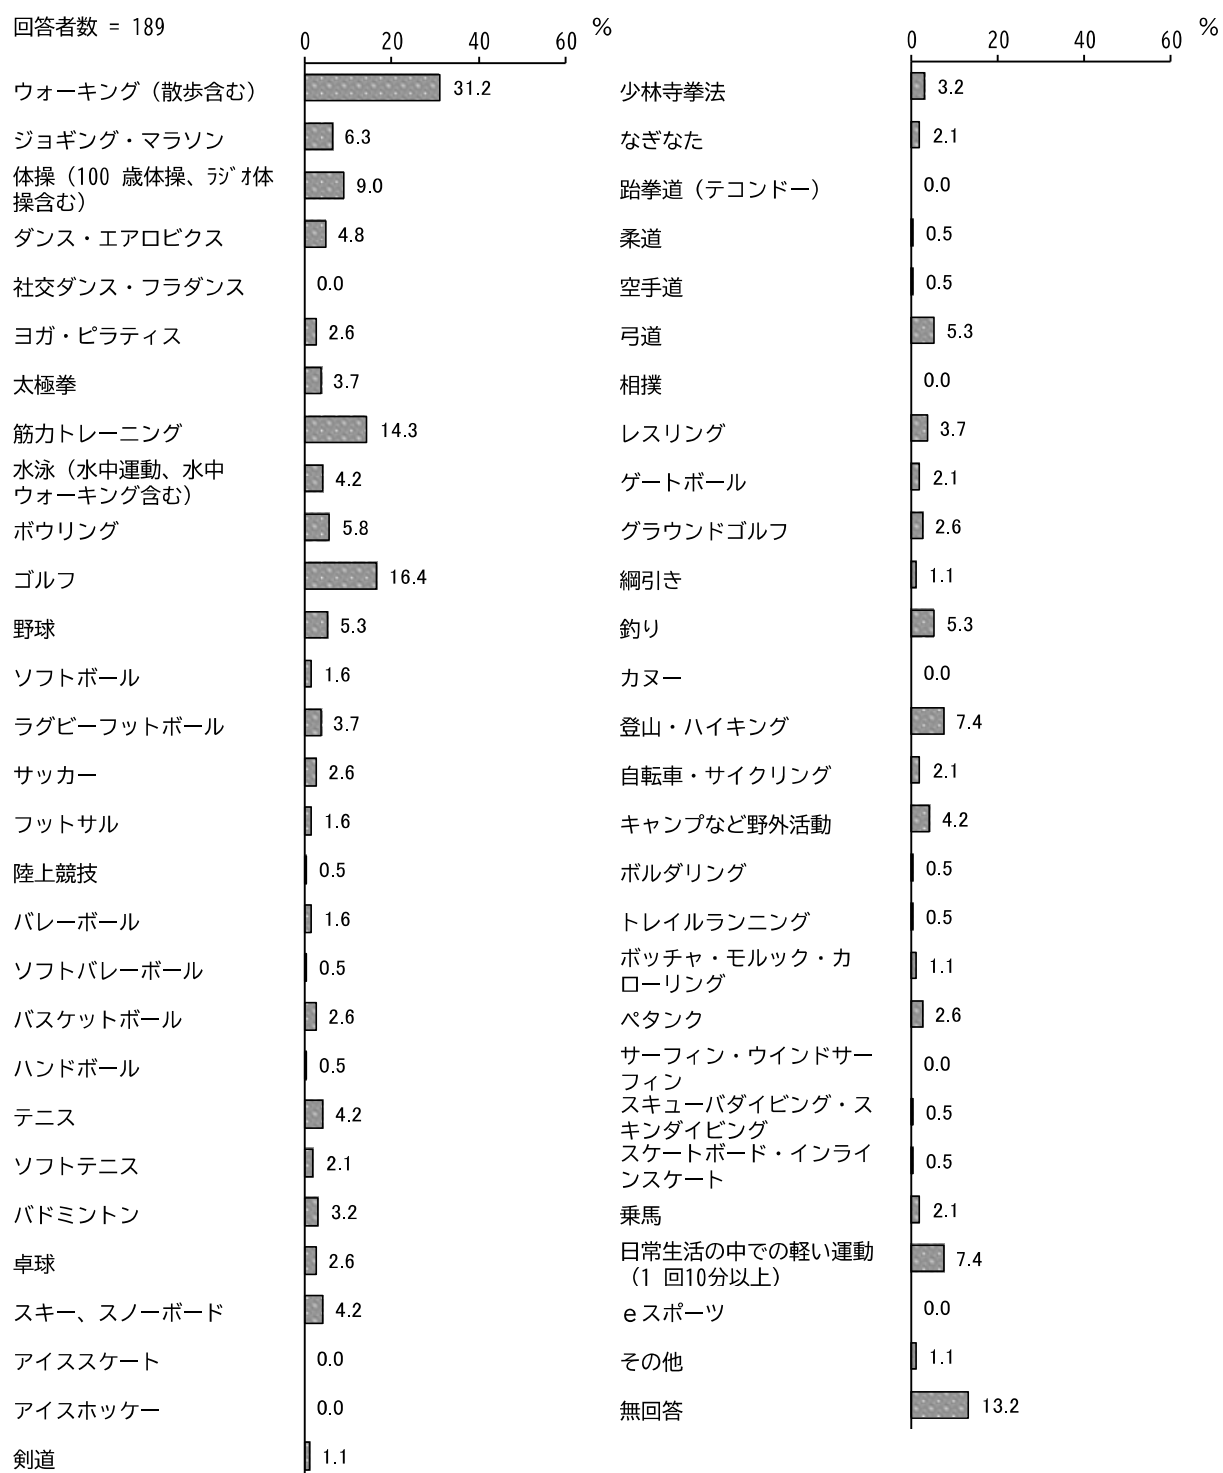 回答者数 = 189
0 20 40 60 %
ウォーキング（散歩含む） 31.2
ジョギング・マラソン 6.3
体操（100 歳体操、ﾗｼﾞｵ体
操含む） 9.0
ダンス・エアロビクス 4.8
社交ダンス・フラダンス 0.0
ヨガ・ピラティス 2.6
太極拳 3.7
筋力トレーニング 14.3
水泳（水中運動、水中
ウォーキング含む） 4.2
ボウリング 5.8
ゴルフ 16.4
野球 5.3
ソフトボール 1.6
ラグビーフットボール 3.7
サッカー 2.6
フットサル 1.6
陸上競技 0.5
バレーボール 1.6
ソフトバレーボール 0.5
バスケットボール 2.6
ハンドボール 0.5
テニス 4.2
ソフトテニス 2.1
バドミントン 3.2
卓球 2.6
スキー、スノーボード 4.2
アイススケート 0.0
アイスホッケー 0.0
剣道 1.1
0 20 40 60 %
少林寺拳法 3.2
なぎなた 2.1
跆拳道（テコンドー） 0.0
柔道 0.5
空手道 0.5
弓道 5.3
相撲 0.0
レスリング 3.7
ゲートボール 2.1
グラウンドゴルフ 2.6
綱引き 1.1
釣り 5.3
カヌー 0.0
登山・ハイキング 7.4
自転車・サイクリング 2.1
キャンプなど野外活動 4.2
ボルダリング 0.5
トレイルランニング 0.5
ボッチャ・モルック・カ
ローリング 1.1
ペタンク 2.6
サーフィン・ウインドサー
フィン 0.0
スキューバダイビング・ス
キンダイビング 0.5
スケートボード・インライ
ンスケート 0.5
乗馬 2.1
日常生活の中での軽い運動
（1 回10分以上） 7.4
ｅスポーツ 0.0
その他 1.1
無回答 13.2